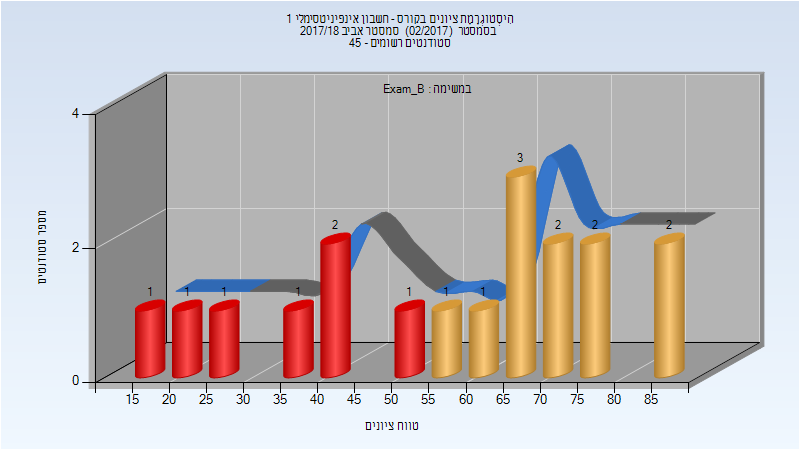 היסטוגרמת ציונים בקורס - חשבון אינפיניטסימלי 1
בסמסטר (02/2017) סמסטר אביב 2017/18
סטודנטים רשומים - 45
במשימה : Exam_B
מספר סטודנטים
4
2
0
1
1
1
1
2
1
1
1
3
2
2
2
15 20 25 30 35 40 45 50 55 60 65 70 75 80 85
טווח ציונים